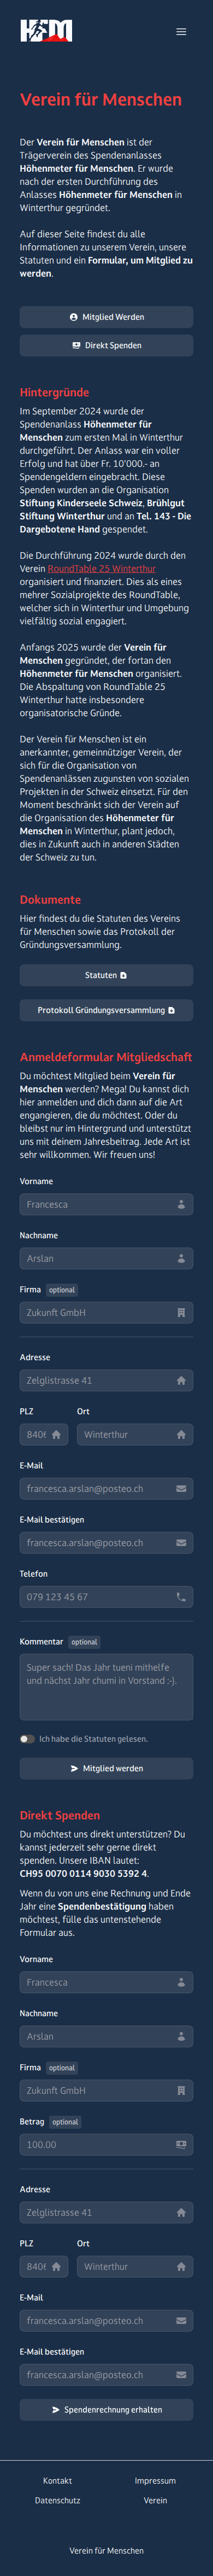 HFM
Verein für Menschen
Der Verein für Menschen ist der
Trägerverein des Spendenanlasses
Höhenmeter für Menschen. Er wurde
nach der ersten Durchführung des
Anlasses Höhenmeter für Menschen in
Winterthur gegründet.
Auf dieser Seite findest du alle
Informationen zu unserem Verein, unsere
Statuten und ein Formular, um Mitglied zu
werden.
Mitglied Werden
Direkt Spenden
Hintergründe
Im September 2024 wurde der
Spendenanlass Höhenmeter für
Menschen zum ersten Mal in Winterthur
durchgeführt. Der Anlass war ein voller
Erfolg und hat über Fr. 10'000.- an
Spendengeldern eingebracht. Diese
Spenden wurden an die Organisation
Stiftung Kinderseele Schweiz, Brühlgut
Stiftung Winterthur und an Tel. 143 - Die
Dargebotene Hand gespendet.
Die Durchführung 2024 wurde durch den
Verein RoundTable 25 Winterthur
organisiert und finanziert. Dies als eines
mehrer Sozialprojekte des RoundTable,
welcher sich in Winterthur und Umgebung
vielfältig sozial engagiert.
Anfangs 2025 wurde der Verein für
Menschen gegründet, der fortan den
Höhenmeter für Menschen organisiert.
Die Abspaltung von RoundTable 25
Winterthur hatte insbesondere
organisatorische Gründe.
Der Verein für Menschen ist ein
anerkannter, gemeinnütziger Verein, der
sich für die Organisation von
Spendenanlässen zugunsten von sozialen
Projekten in der Schweiz einsetzt. Für den
Moment beschränkt sich der Verein auf
die Organisation des Höhenmeter für
Menschen in Winterthur, plant jedoch,
dies in Zukunft auch in anderen Städten
der Schweiz zu tun.
Dokumente
Hier findest du die Statuten des Vereins
für Menschen sowie das Protokoll der
Gründungsversammlung.
Statuten
Protokoll Gründungsversammlung
Anmeldeformular Mitgliedschaft
Du möchtest Mitglied beim Verein für
Menschen werden? Mega! Du kannst dich
hier anmelden und dich dann auf die Art
engagieren, die du möchtest. Oder du
bleibst nur im Hintergrund und unterstützt
uns mit deinem Jahresbeitrag. Jede Art ist
sehr willkommen. Wir freuen uns!
Vorname
Francesca
Nachname
Arslan
Firma optional
Zukunft GmbH
Adresse
Zelglistrasse 41
PLZ Ort
8406 Winterthur
E-Mail
francesca.arslan@posteo.ch
E-Mail bestätigen
francesca.arslan@posteo.ch
Telefon
079 123 45 67
Kommentar optional
Super sach! Das Jahr tueni mithelfe
und nächst Jahr chumi in Vorstand :-).
Ich habe die Statuten gelesen.
Mitglied werden
Direkt Spenden
Du möchtest uns direkt unterstützen? Du
kannst jederzeit sehr gerne direkt
spenden. Unsere IBAN lautet:
CH95 0070 0114 9030 5392 4.
Wenn du von uns eine Rechnung und Ende
Jahr eine Spendenbestätigung haben
möchtest, fülle das untenstehende
Formular aus.
Vorname
Francesca
Nachname
Arslan
Firma optional
Zukunft GmbH
Betrag optional
100.00
Adresse
Zelglistrasse 41
PLZ Ort
8406 Winterthur
E-Mail
francesca.arslan@posteo.ch
E-Mail bestätigen
francesca.arslan@posteo.ch
Spendenrechnung erhalten
Kontakt Impressum
Datenschutz Verein
Verein für Menschen